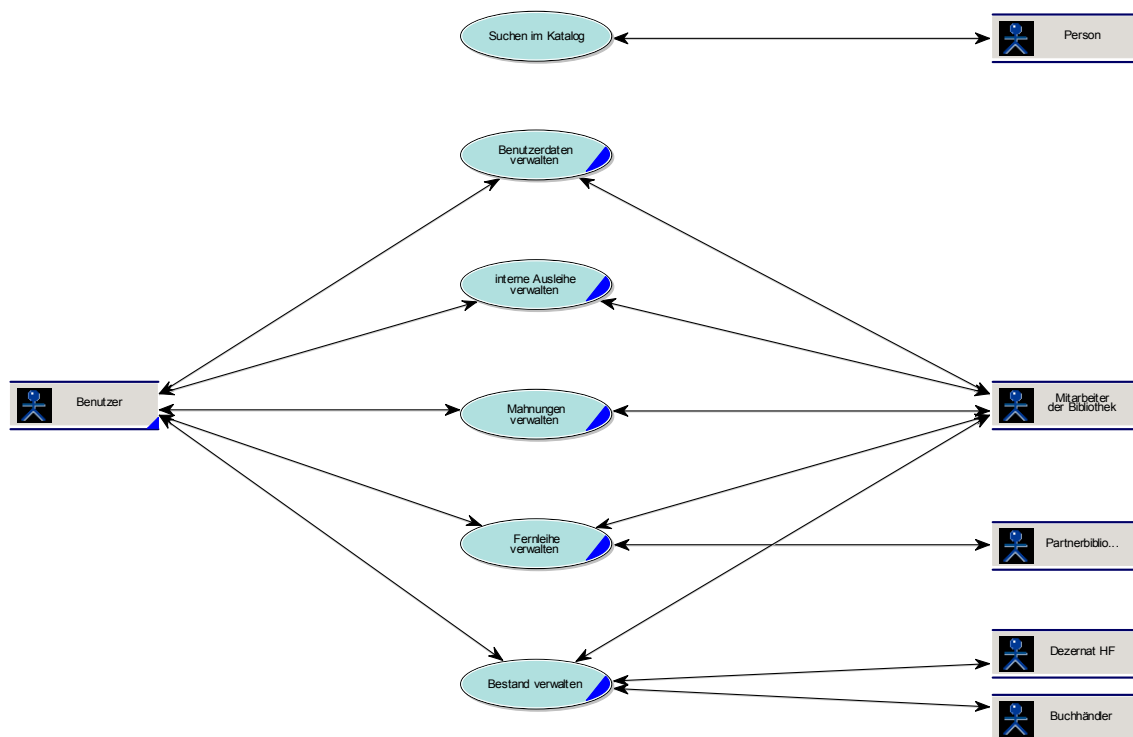 Suchen im Katalog
Person
Benutzerdaten
verwalten
interne Ausleihe
verwalten
Benutzer
Mahnungen
verwalten
Mitarbeiter
der Bibliothek
Fernleihe
verwalten
Partnerbiblio...
Bestand verwalten
Dezernat HF
Buchhändler